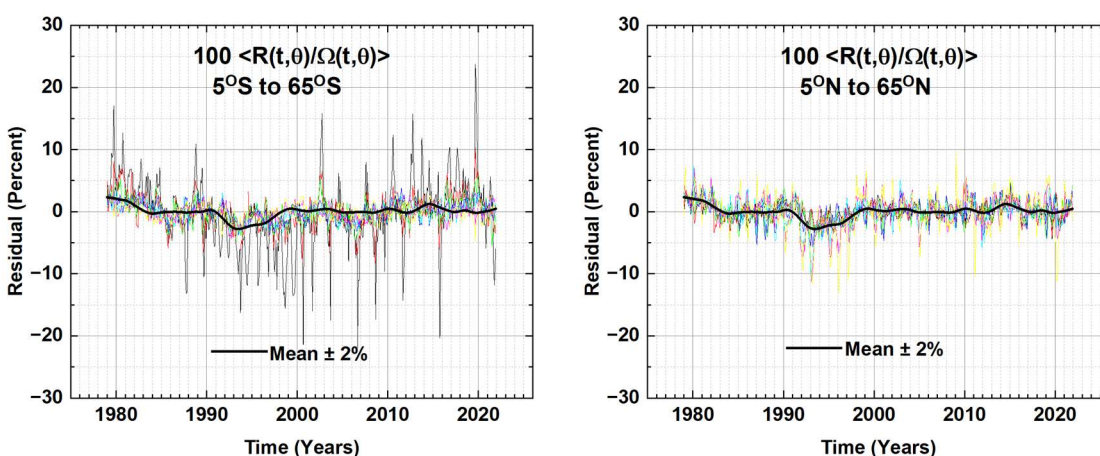 30
20
10
0
−10
−20
−30
Residual (Percent)
100 <R(t,θ)/Ω(t,θ)>
5ᴼS to 65ᴼS
Mean ± 2%
1980 1990 2000 2010 2020
Time (Years)
30
20
10
0
−10
−20
−30
Residual (Percent)
100 <R(t,θ)/Ω(t,θ)>
5ᴼN to 65ᴼN
Mean ± 2%
1980 1990 2000 2010 2020
Time (Years)